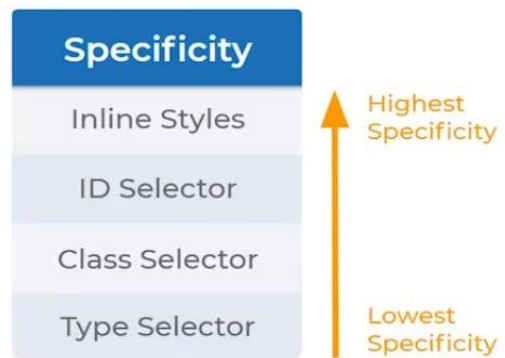 Specificity
Inline Styles
ID Selector
Class Selector
Type Selector
Highest
Specificity
Lowest
Specificity